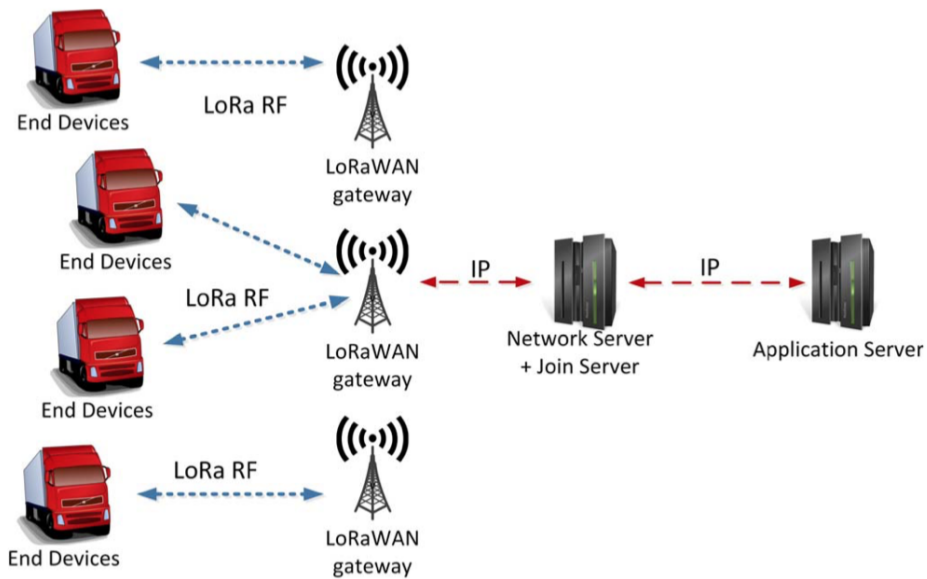 LoRa RF
End Devices
LoRaWAN
gateway
End Devices
IP
IP
LoRa RF
Network Server
+ Join Server
Application Server
LoRaWAN
gateway
End Devices
LoRa RF
LoRaWAN
gateway
End Devices